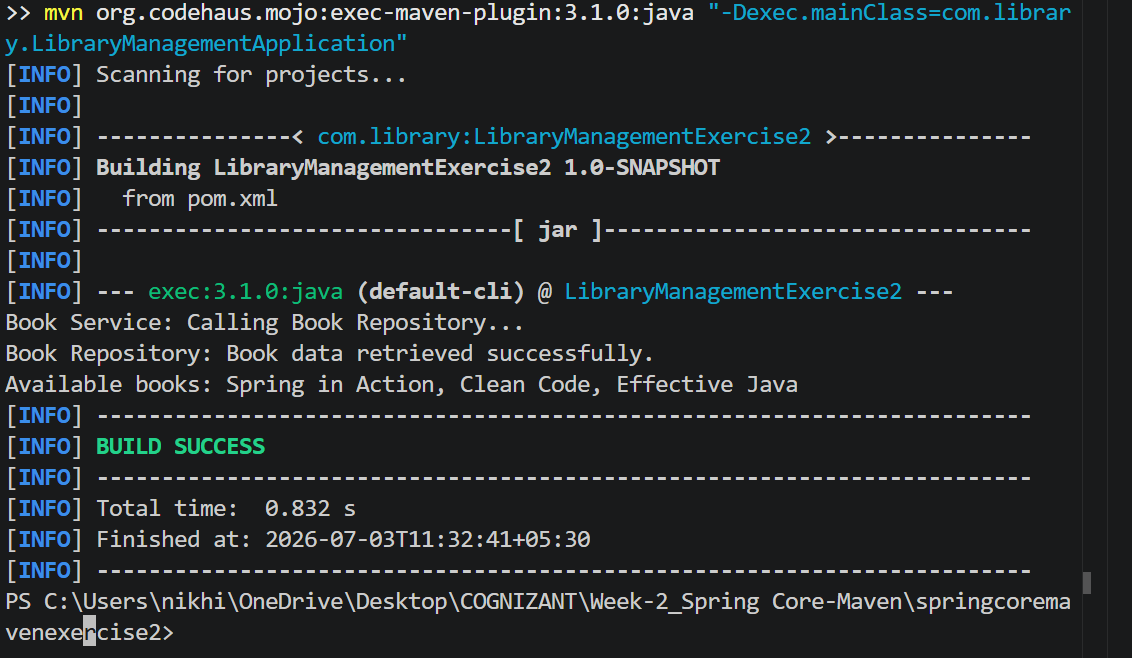 >> mvn org.codehaus.mojo:exec-maven-plugin:3.1.0:java "-Dexec.mainClass=com.librar
y.LibraryManagementApplication"
[INFO] Scanning for projects...
[INFO]
[INFO] ---------------< com.library:LibraryManagementExercise2 >---------------
[INFO] Building LibraryManagementExercise2 1.0-SNAPSHOT
[INFO]   from pom.xml
[INFO] --------------------------------[ jar ]---------------------------------
[INFO]
[INFO] --- exec:3.1.0:java (default-cli) @ LibraryManagementExercise2 ---
Book Service: Calling Book Repository...
Book Repository: Book data retrieved successfully.
Available books: Spring in Action, Clean Code, Effective Java
[INFO] ------------------------------------------------------------------------
[INFO] BUILD SUCCESS
[INFO] ------------------------------------------------------------------------
[INFO] Total time:  0.832 s
[INFO] Finished at: 2026-07-03T11:32:41+05:30
[INFO] ------------------------------------------------------------------------
PS C:\Users\nikhi\OneDrive\Desktop\COGNIZANT\Week-2_Spring Core-Maven\springcorema
venexercise2>